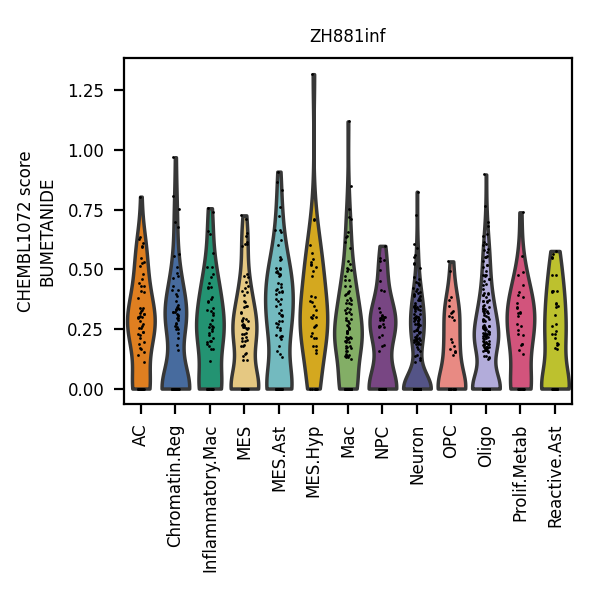 ZH881inf
CHEMBL1072 score
BUMETANIDE
1.25
1.00
0.75
0.50
0.25
0.00
AC
Chromatin.Reg
Inflammatory.Mac
MES
MES.Ast
MES.Hyp
Mac
NPC
Neuron
OPC
Oligo
Prolif.Metab
Reactive.Ast